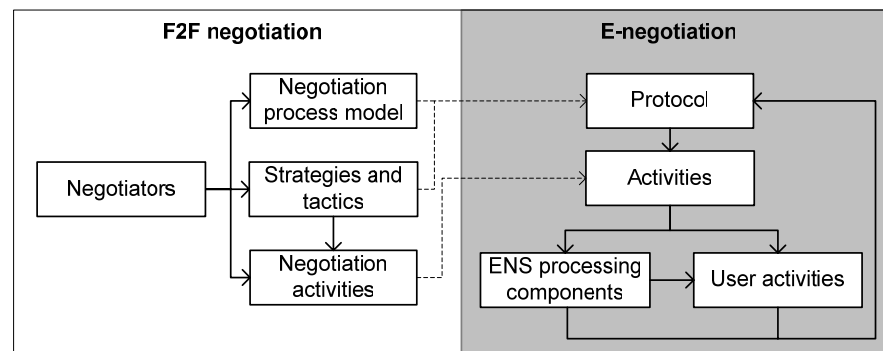 F2F negotiation
E-negotiation
Negotiation
process model
Protocol
Negotiators
Strategies and
tactics
Activities
Negotiation
activities
ENS processing
components
User activities